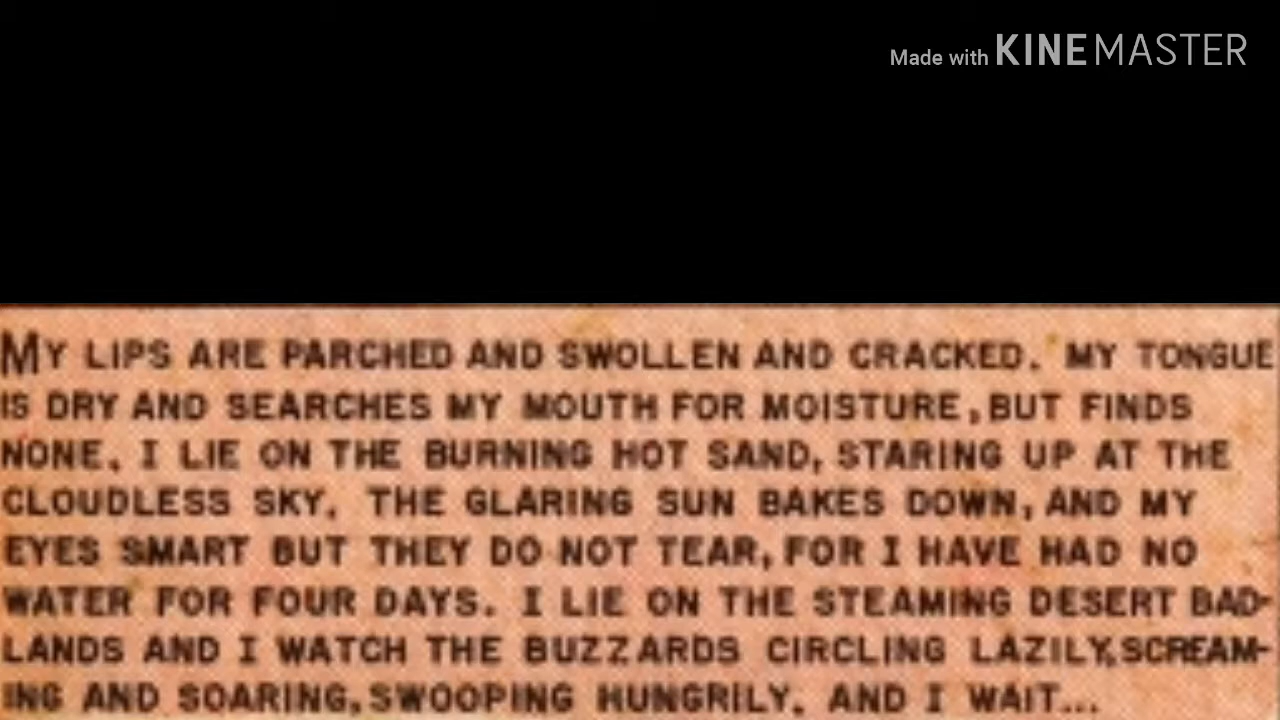 Made with KINEMASTER
MY LIPS ARE PARCHED AND SWOLLEN AND CRACKED. MY TONGUE
IS DRY AND SEARCHES MY MOUTH FOR MOISTURE, BUT FINDS
NONE. I LIE ON THE BURNING HOT SAND, STARING UP AT THE
CLOUDLESS SKY. THE GLARING SUN BAKES DOWN, AND MY
EYES SMART BUT THEY DO NOT TEAR, FOR I HAVE HAD NO
WATER FOR FOUR DAYS. I LIE ON THE STEAMING DESERT BAD-
LANDS AND I WATCH THE BUZZARDS CIRCLING LAZILY, SCREAM-
ING AND SOARING, SWOOPING HUNGRILY. AND I WAIT...